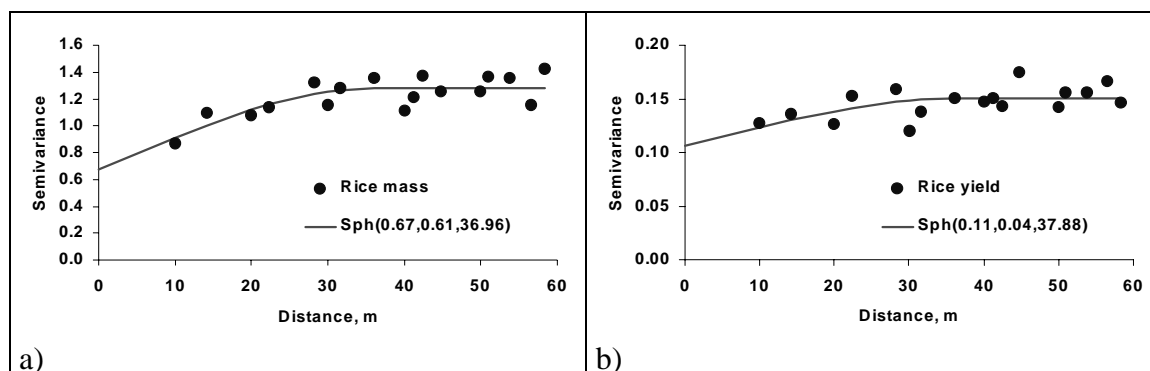 Semivariance
1.6
1.4
1.2
1.0
0.8
0.6
0.4
0.2
0.0
Rice mass
Sph(0.67,0.61,36.96)
0 10 20 30 40 50 60
Distance, m
a)
Semivariance
0.20
0.15
0.10
0.05
0.00
Rice yield
Sph(0.11,0.04,37.88)
0 10 20 30 40 50 60
Distance, m
b)